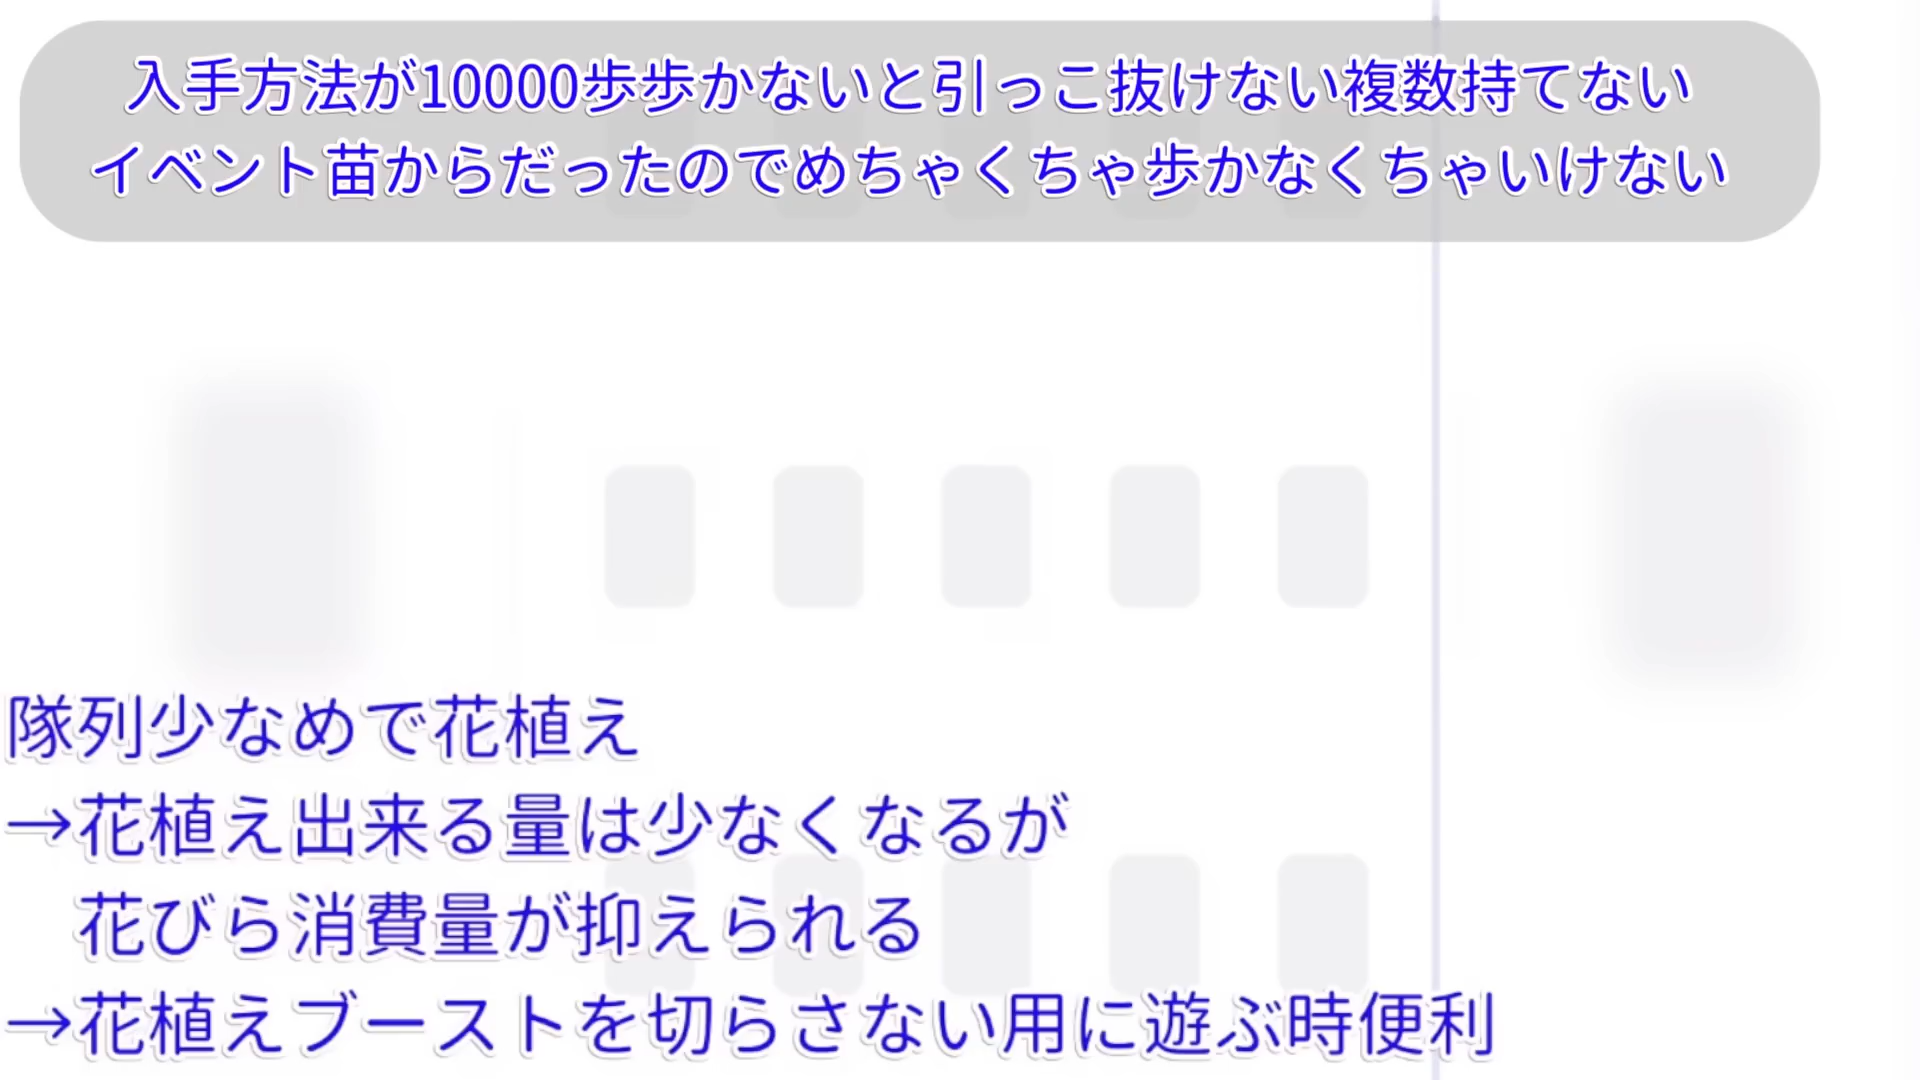 入手方法が10000歩歩かないと引っこ抜けない複数持てない
イベント苗からだったのでめちゃくちゃ歩かなくちゃいけない
隊列少なめで花植え
→花植え出来る量は少なくなるが
花びら消費量が抑えられる
→花植えブーストを切らさない用に遊ぶ時便利